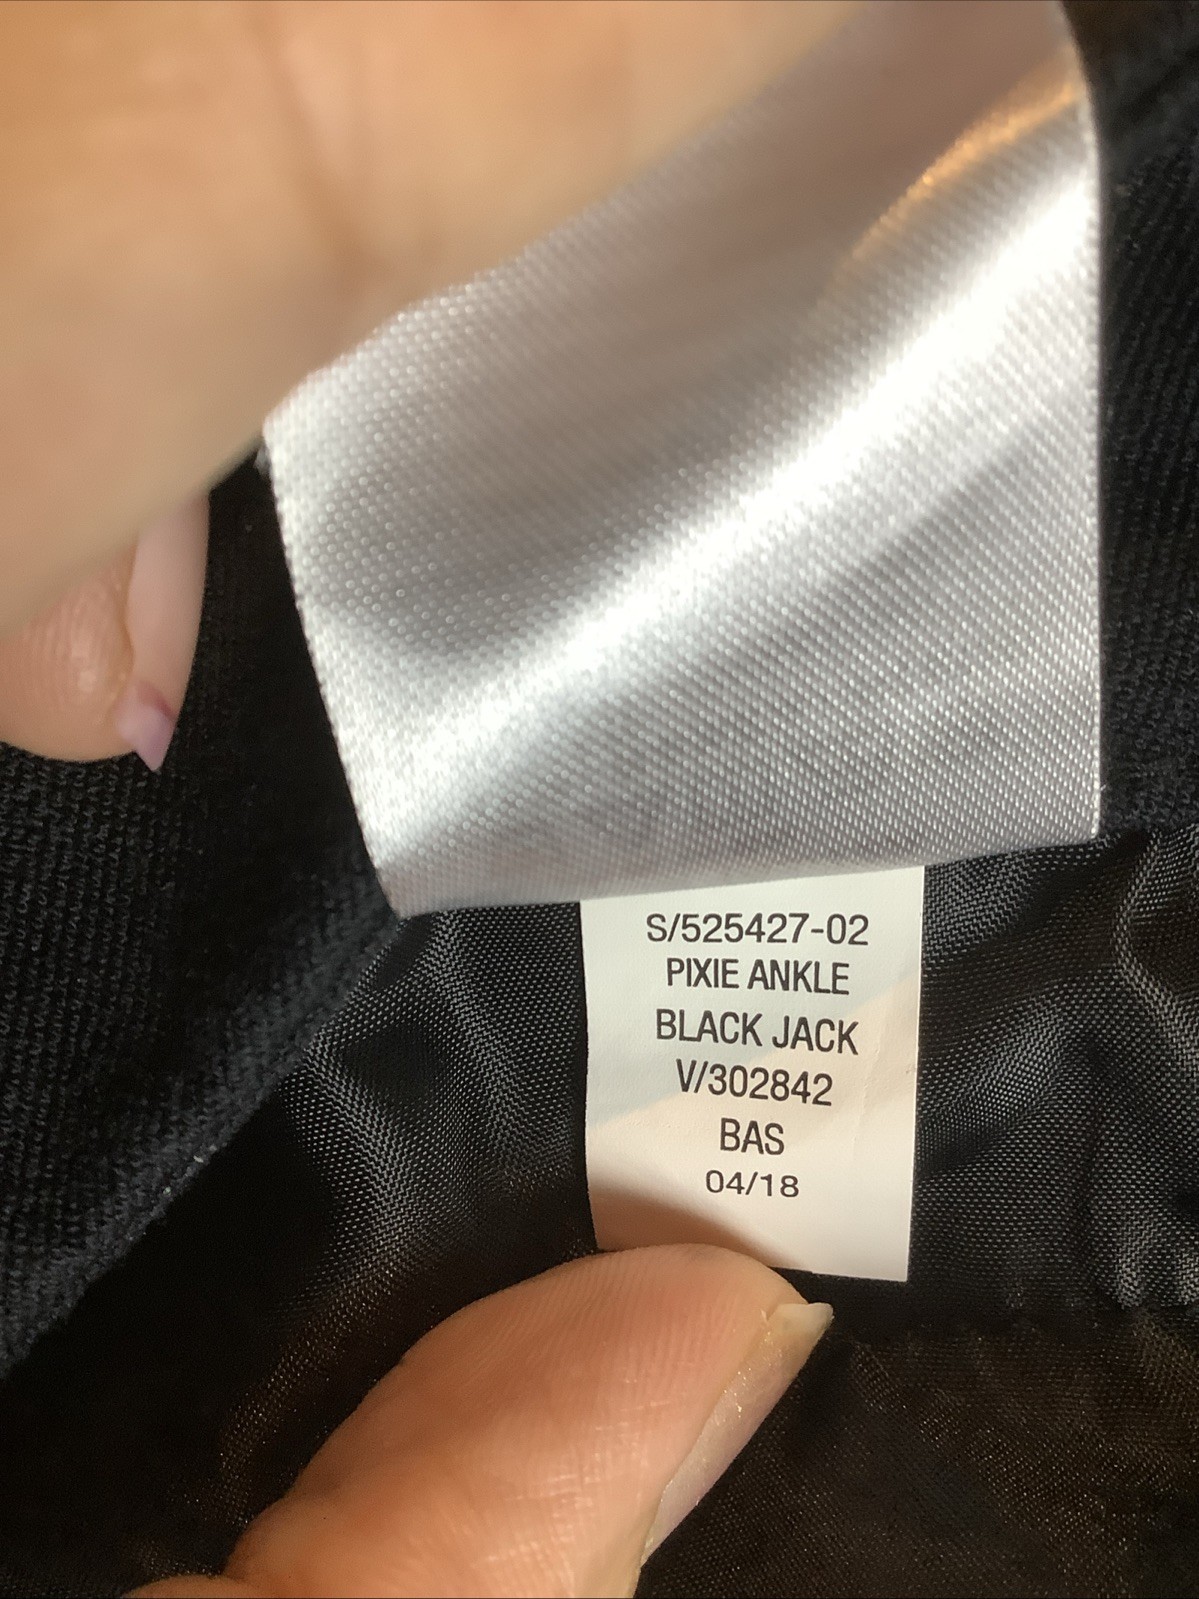 S/525427-02
PIXIE ANKLE
BLACK JACK
V/302842
BAS
04/18